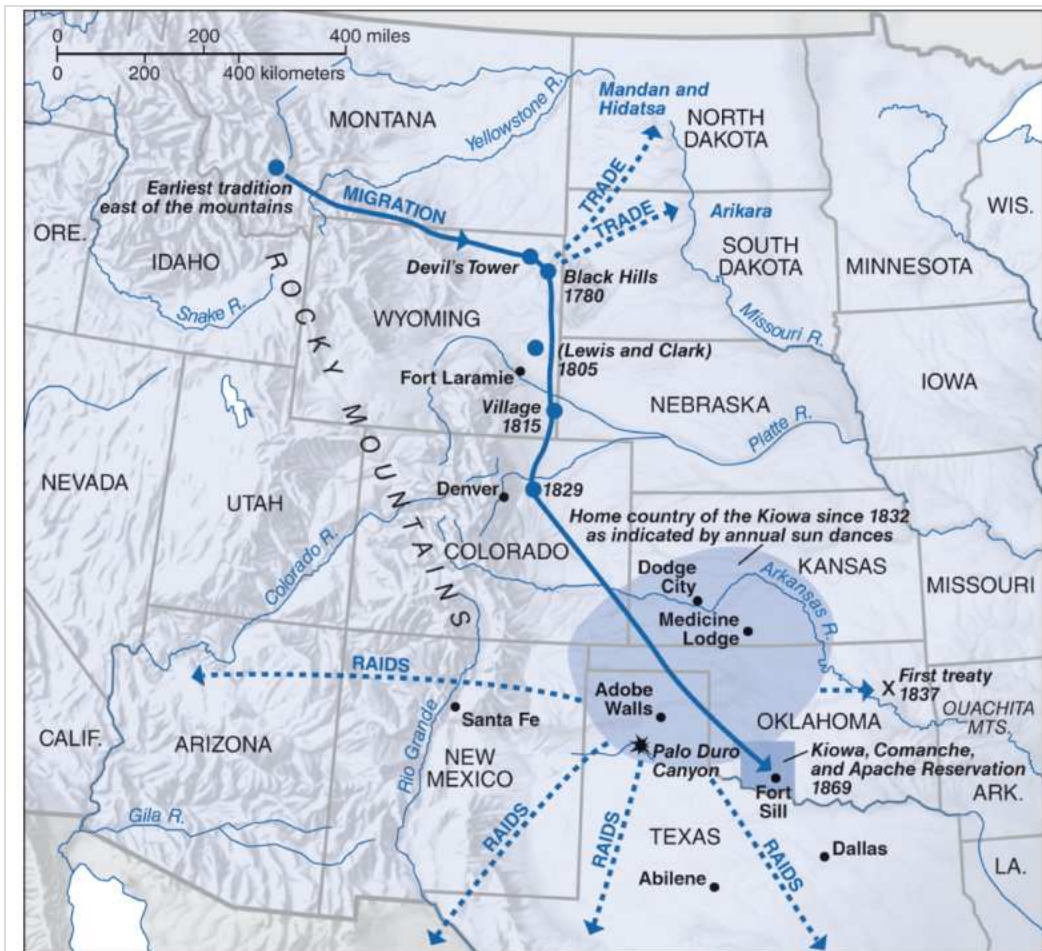 0 200 400 miles
0 200 400 kilometers
Mandan and
Hidatsa
NORTH
DAKOTA
MONTANA
Yellowstone R.
Earliest tradition
east of the mountains
MIGRATION
TRADE
TRADE
Arikara
WIS.
ORE.
IDAHO
Devil's Tower
SOUTH
DAKOTA
MINNESOTA
Black Hills
1780
Snake R.
ROCKY MOUNTAINS
WYOMING
Missouri R.
(Lewis and Clark)
1805
Fort Laramie
IOWA
Village
1815
NEBRASKA
Platte R.
NEVADA
UTAH
Denver
1829
Home country of the Kiowa since 1832
as indicated by annual sun dances
COLORADO
Colorado R.
KANSAS
Dodge
City
Arkansas R.
MISSOURI
Medicine
Lodge
RAIDS
First treaty
1837
X
Adobe
Walls
Santa Fe
OKLAHOMA
OUACHITA
MTS.
CALIF.
ARIZONA
NEW
MEXICO
Rio Grande
Palo Duro
Canyon
Kiowa, Comanche,
and Apache Reservation
1869
Fort
Sill
ARK.
Gila R.
RAIDS
RAIDS
RAIDS
TEXAS
Dallas
Abilene
LA.